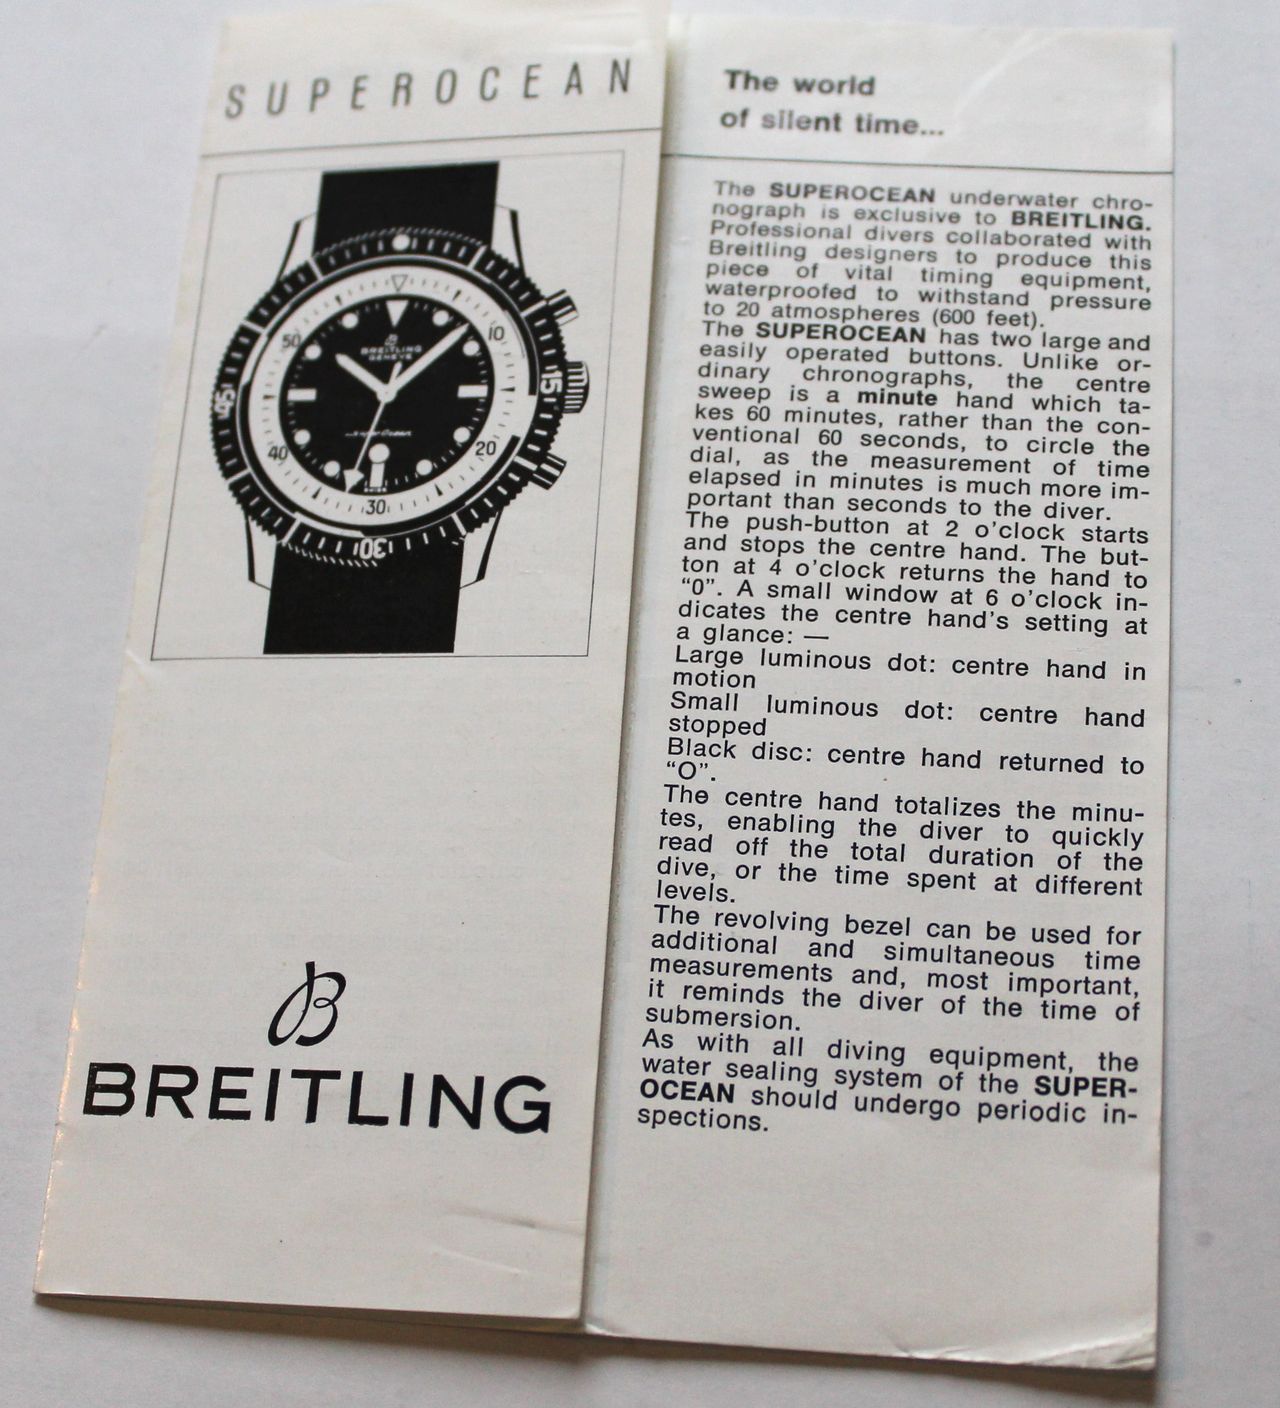 SUPEROCEAN
50
10
15
45
BREITLING
GENEVE
40
20
30
SWISS
30
B
BREITLING
The world
of silent time...
The SUPEROCEAN underwater chro-
nograph is exclusive to BREITLING.
Professional divers collaborated with
Breitling designers to produce this
piece of vital timing equipment,
waterproofed to withstand pressure
to 20 atmospheres (600 feet).
The SUPEROCEAN has two large and
easily operated buttons. Unlike or-
dinary chronographs, the centre
sweep is a minute hand which ta-
kes 60 minutes, rather than the con-
ventional 60 seconds, to circle the
dial, as the measurement of time
elapsed in minutes is much more im-
portant than seconds to the diver.
The push-button at 2 o'clock starts
and stops the centre hand. The but-
ton at 4 o'clock returns the hand to
“0”. A small window at 6 o'clock in-
dicates the centre hand's setting at
a glance: —
Large luminous dot: centre hand in
motion
Small luminous dot: centre hand
stopped
Black disc: centre hand returned to
“O”.
The centre hand totalizes the minu-
tes, enabling the diver to quickly
read off the total duration of the
dive, or the time spent at different
levels.
The revolving bezel can be used for
additional and simultaneous time
measurements and, most important,
it reminds the diver of the time of
submersion.
As with all diving equipment, the
water sealing system of the SUPER-
OCEAN should undergo periodic in-
spections.